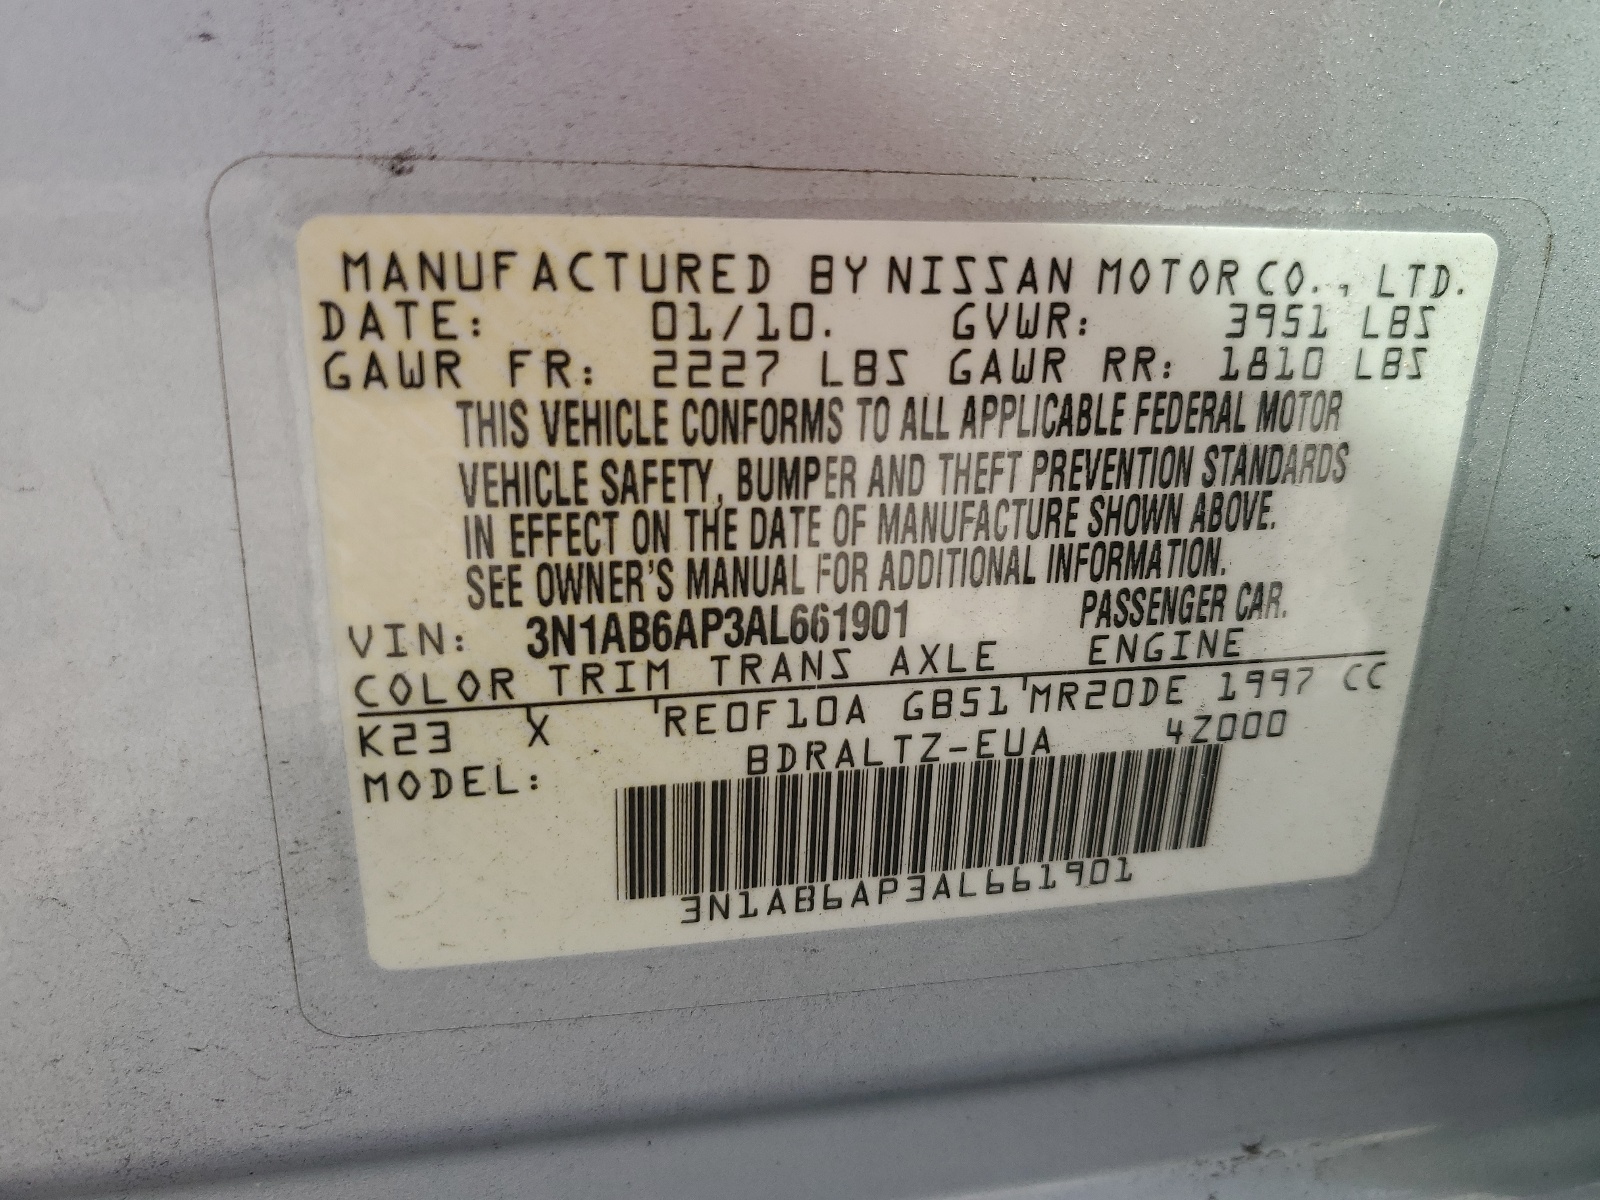 MANUFACTURED BY NISSAN MOTOR CO., LTD.
DATE: 01/10. GVWR: 3951 LBS
GAWR FR: 2227 LBS GAWR RR: 1810 LBS
THIS VEHICLE CONFORMS TO ALL APPLICABLE FEDERAL MOTOR
VEHICLE SAFETY, BUMPER AND THEFT PREVENTION STANDARDS
IN EFFECT ON THE DATE OF MANUFACTURE SHOWN ABOVE.
SEE OWNER'S MANUAL FOR ADDITIONAL INFORMATION.
VIN: 3N1AB6AP3AL661901 PASSENGER CAR.
COLOR TRIM TRANS AXLE ENGINE
K23 X RE0F10A GB51 MR20DE 1997 CC
MODEL: BDRALTZ-EUA 4Z000
3N1AB6AP3AL661901